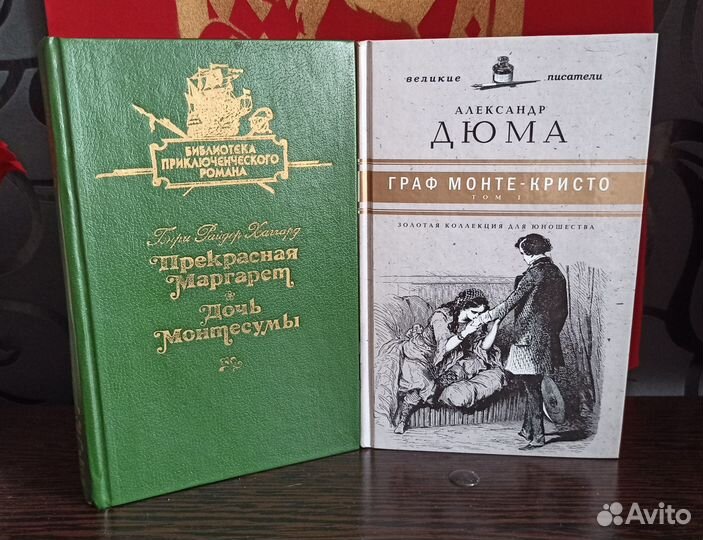 БИБЛИОТЕКА
ПРИКЛЮЧЕНЧЕСКОГО
РОМАНА
Генри Райдер Хаггард
Прекрасная
Маргарет
Дочь
Монтесумы
великие писатели
АЛЕКСАНДР
ДЮМА
ГРАФ МОНТЕ-КРИСТО
ТОМ 1
ЗОЛОТАЯ КОЛЛЕКЦИЯ ДЛЯ ЮНОШЕСТВА
Avito